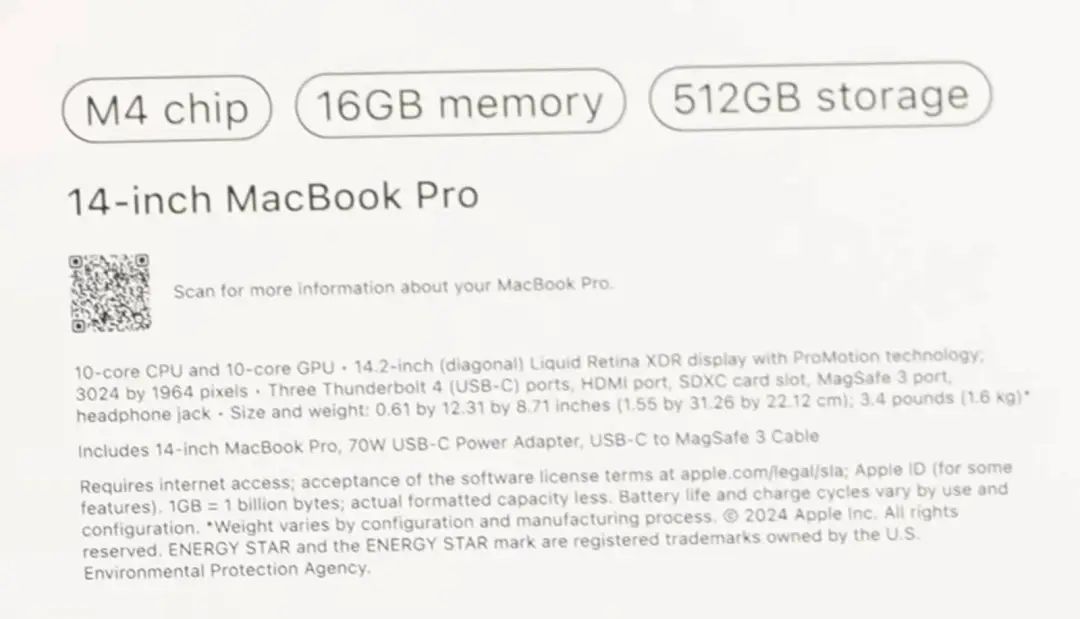 M4 chip 16GB memory 512GB storage
14-inch MacBook Pro
Scan for more information about your MacBook Pro.
10-core CPU and 10-core GPU • 14.2-inch (diagonal) Liquid Retina XDR display with ProMotion technology;
3024 by 1964 pixels • Three Thunderbolt 4 (USB-C) ports, HDMI port, SDXC card slot, MagSafe 3 port,
headphone jack • Size and weight: 0.61 by 12.31 by 8.71 inches (1.55 by 31.26 by 22.12 cm); 3.4 pounds (1.6 kg)*
Includes 14-inch MacBook Pro, 70W USB-C Power Adapter, USB-C to MagSafe 3 Cable
Requires internet access; acceptance of the software license terms at apple.com/legal/sla; Apple ID (for some
features). 1GB = 1 billion bytes; actual formatted capacity less. Battery life and charge cycles vary by use and
configuration. *Weight varies by configuration and manufacturing process. © 2024 Apple Inc. All rights
reserved. ENERGY STAR and the ENERGY STAR mark are registered trademarks owned by the U.S.
Environmental Protection Agency.